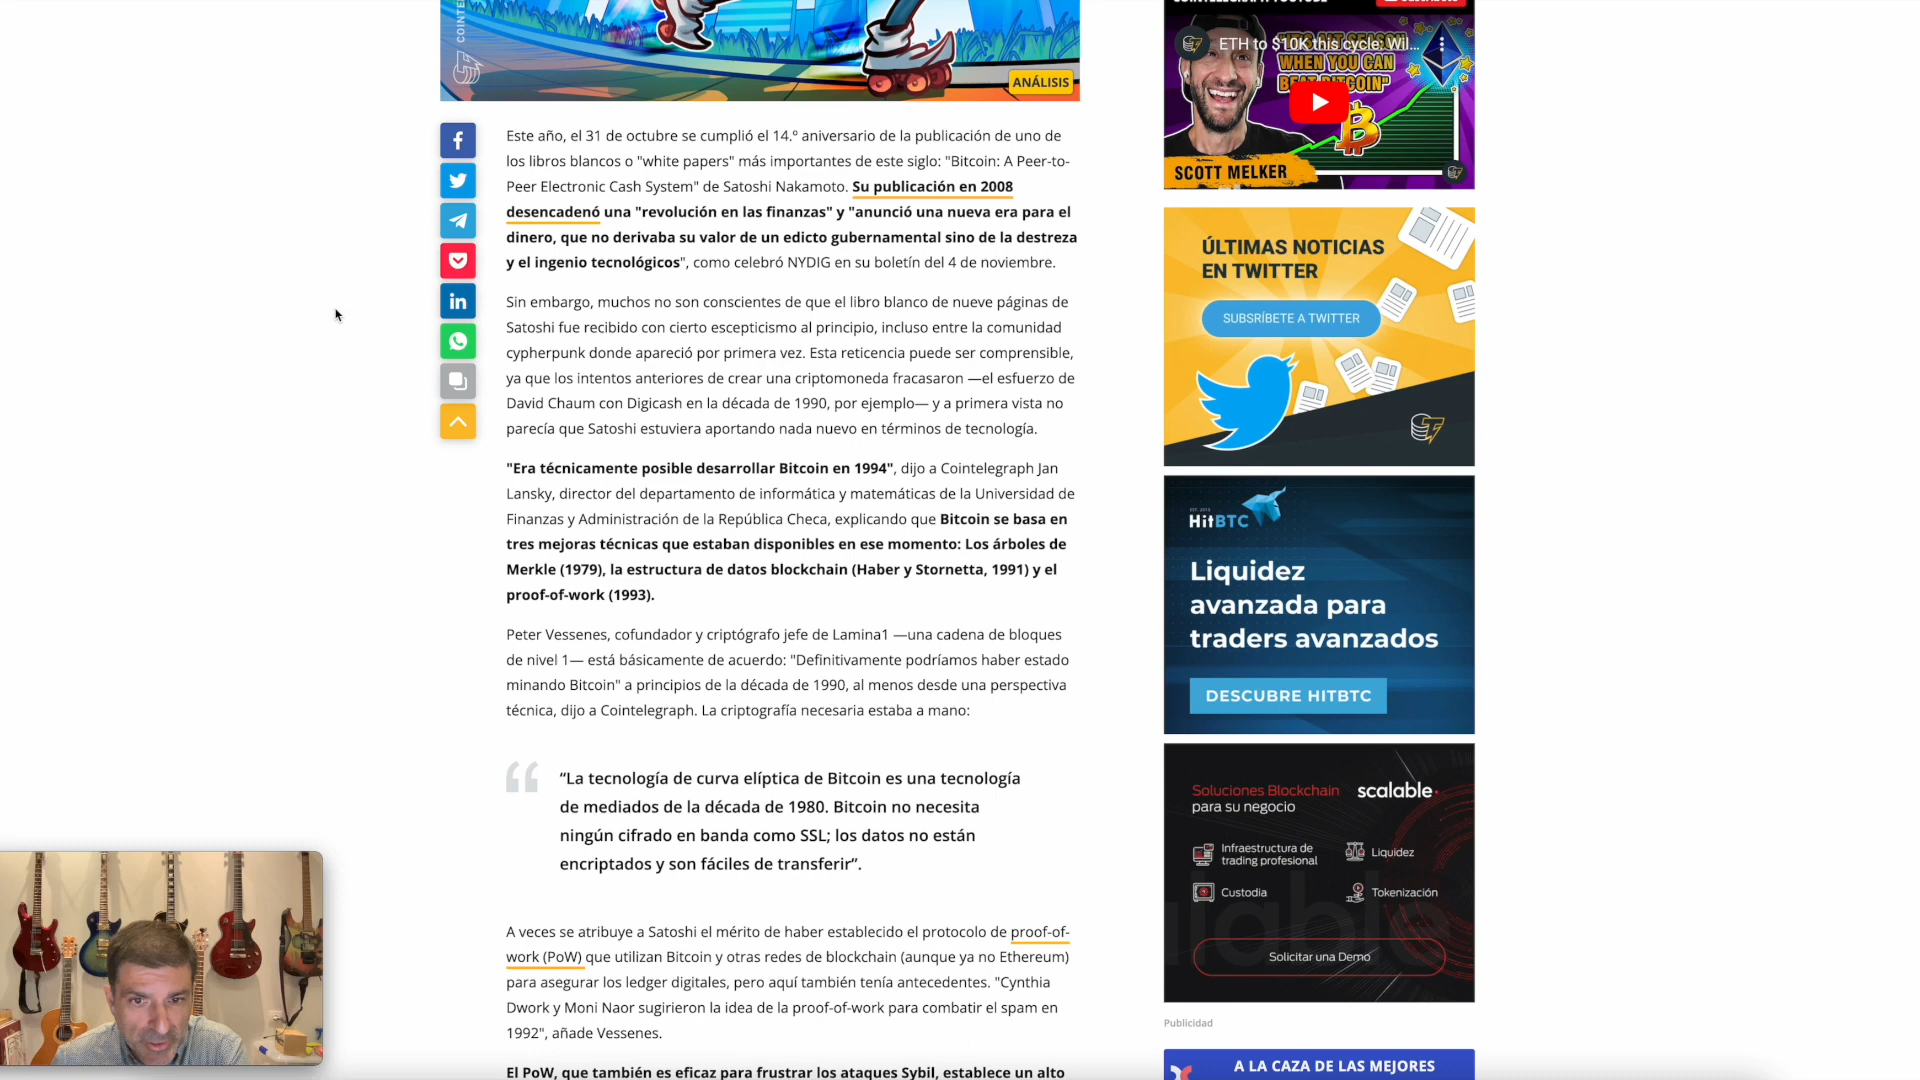 COINTE
ANÁLISIS
Este año, el 31 de octubre se cumplió el 14.º aniversario de la publicación de uno de
los libros blancos o "white papers" más importantes de este siglo: "Bitcoin: A Peer-to-
Peer Electronic Cash System" de Satoshi Nakamoto. Su publicación en 2008
desencadenó una "revolución en las finanzas" y "anunció una nueva era para el
dinero, que no derivaba su valor de un edicto gubernamental sino de la destreza
y el ingenio tecnológicos", como celebró NYDIG en su boletín del 4 de noviembre.
Sin embargo, muchos no son conscientes de que el libro blanco de nueve páginas de
Satoshi fue recibido con cierto escepticismo al principio, incluso entre la comunidad
cypherpunk donde apareció por primera vez. Esta reticencia puede ser comprensible,
ya que los intentos anteriores de crear una criptomoneda fracasaron —el esfuerzo de
David Chaum con Digicash en la década de 1990, por ejemplo— y a primera vista no
parecía que Satoshi estuviera aportando nada nuevo en términos de tecnología.
"Era técnicamente posible desarrollar Bitcoin en 1994", dijo a Cointelegraph Jan
Lansky, director del departamento de informática y matemáticas de la Universidad de
Finanzas y Administración de la República Checa, explicando que Bitcoin se basa en
tres mejoras técnicas que estaban disponibles en ese momento: Los árboles de
Merkle (1979), la estructura de datos blockchain (Haber y Stornetta, 1991) y el
proof-of-work (1993).
Peter Vessenes, cofundador y criptógrafo jefe de Lamina1 —una cadena de bloques
de nivel 1— está básicamente de acuerdo: "Definitivamente podríamos haber estado
minando Bitcoin" a principios de la década de 1990, al menos desde una perspectiva
técnica, dijo a Cointelegraph. La criptografía necesaria estaba a mano:
“La tecnología de curva elíptica de Bitcoin es una tecnología
de mediados de la década de 1980. Bitcoin no necesita
ningún cifrado en banda como SSL; los datos no están
encriptados y son fáciles de transferir”.
A veces se atribuye a Satoshi el mérito de haber establecido el protocolo de proof-of-
work (PoW) que utilizan Bitcoin y otras redes de blockchain (aunque ya no Ethereum)
para asegurar los ledger digitales, pero aquí también tenía antecedentes. "Cynthia
Dwork y Moni Naor sugirieron la idea de la proof-of-work para combatir el spam en
1992", añade Vessenes.
El PoW, que también es eficaz para frustrar los ataques Sybil, establece un alto
ETH to $10K this cycle: Wil...
WHEN YOU CAN
BEAT BITCOIN"
SCOTT MELKER
ÚLTIMAS NOTICIAS
EN TWITTER
SUBSRÍBETE A TWITTER
HitBTC
Liquidez
avanzada para
traders avanzados
DESCUBRE HITBTC
Soluciones Blockchain
para su negocio
scalable
Infraestructura de
trading profesional
Liquidez
Custodia
Tokenización
Solicitar una Demo
Publicidad
A LA CAZA DE LAS MEJORES